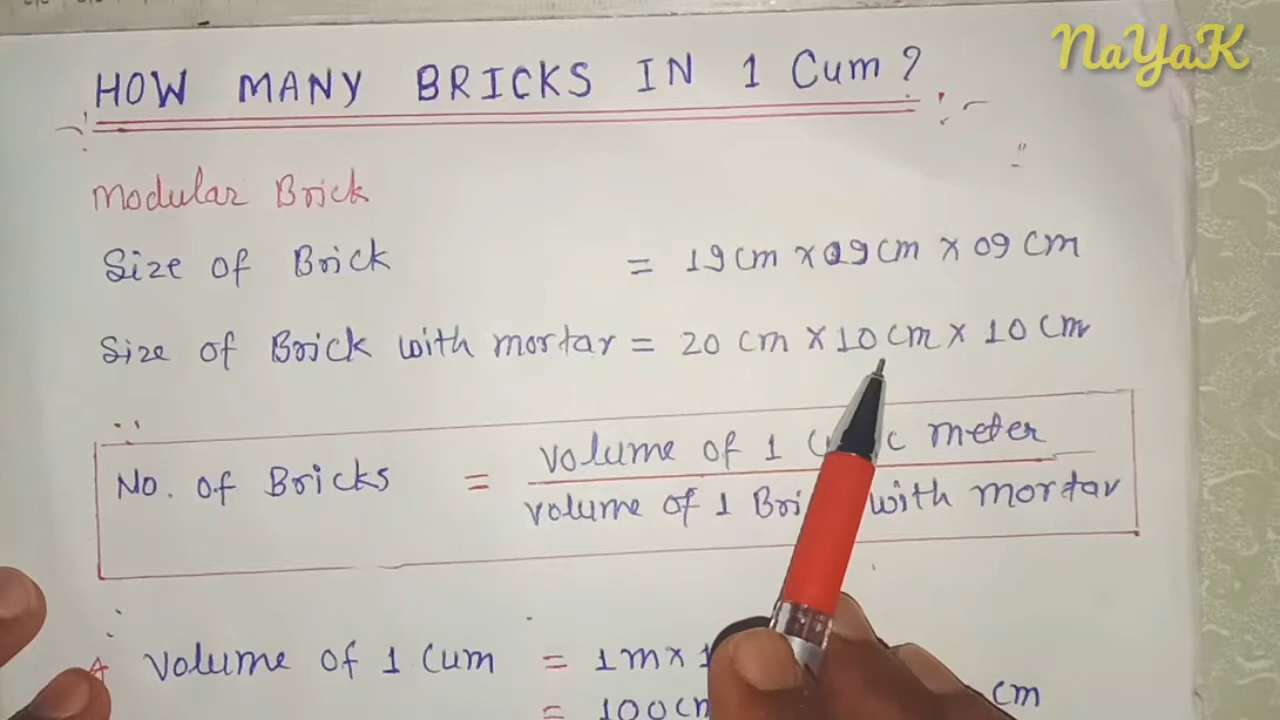 NaYaK
HOW MANY BRICKS IN 1 Cum?
Modular Brick
Size of Brick = 19 cm x 09 cm x 09 cm
Size of Brick with mortar = 20 cm x 10 cm x 10 cm
No. of Bricks = volume of 1 meter
volume of 1 with mortar
volume of 1 Cum = 1m x
= 100 cm